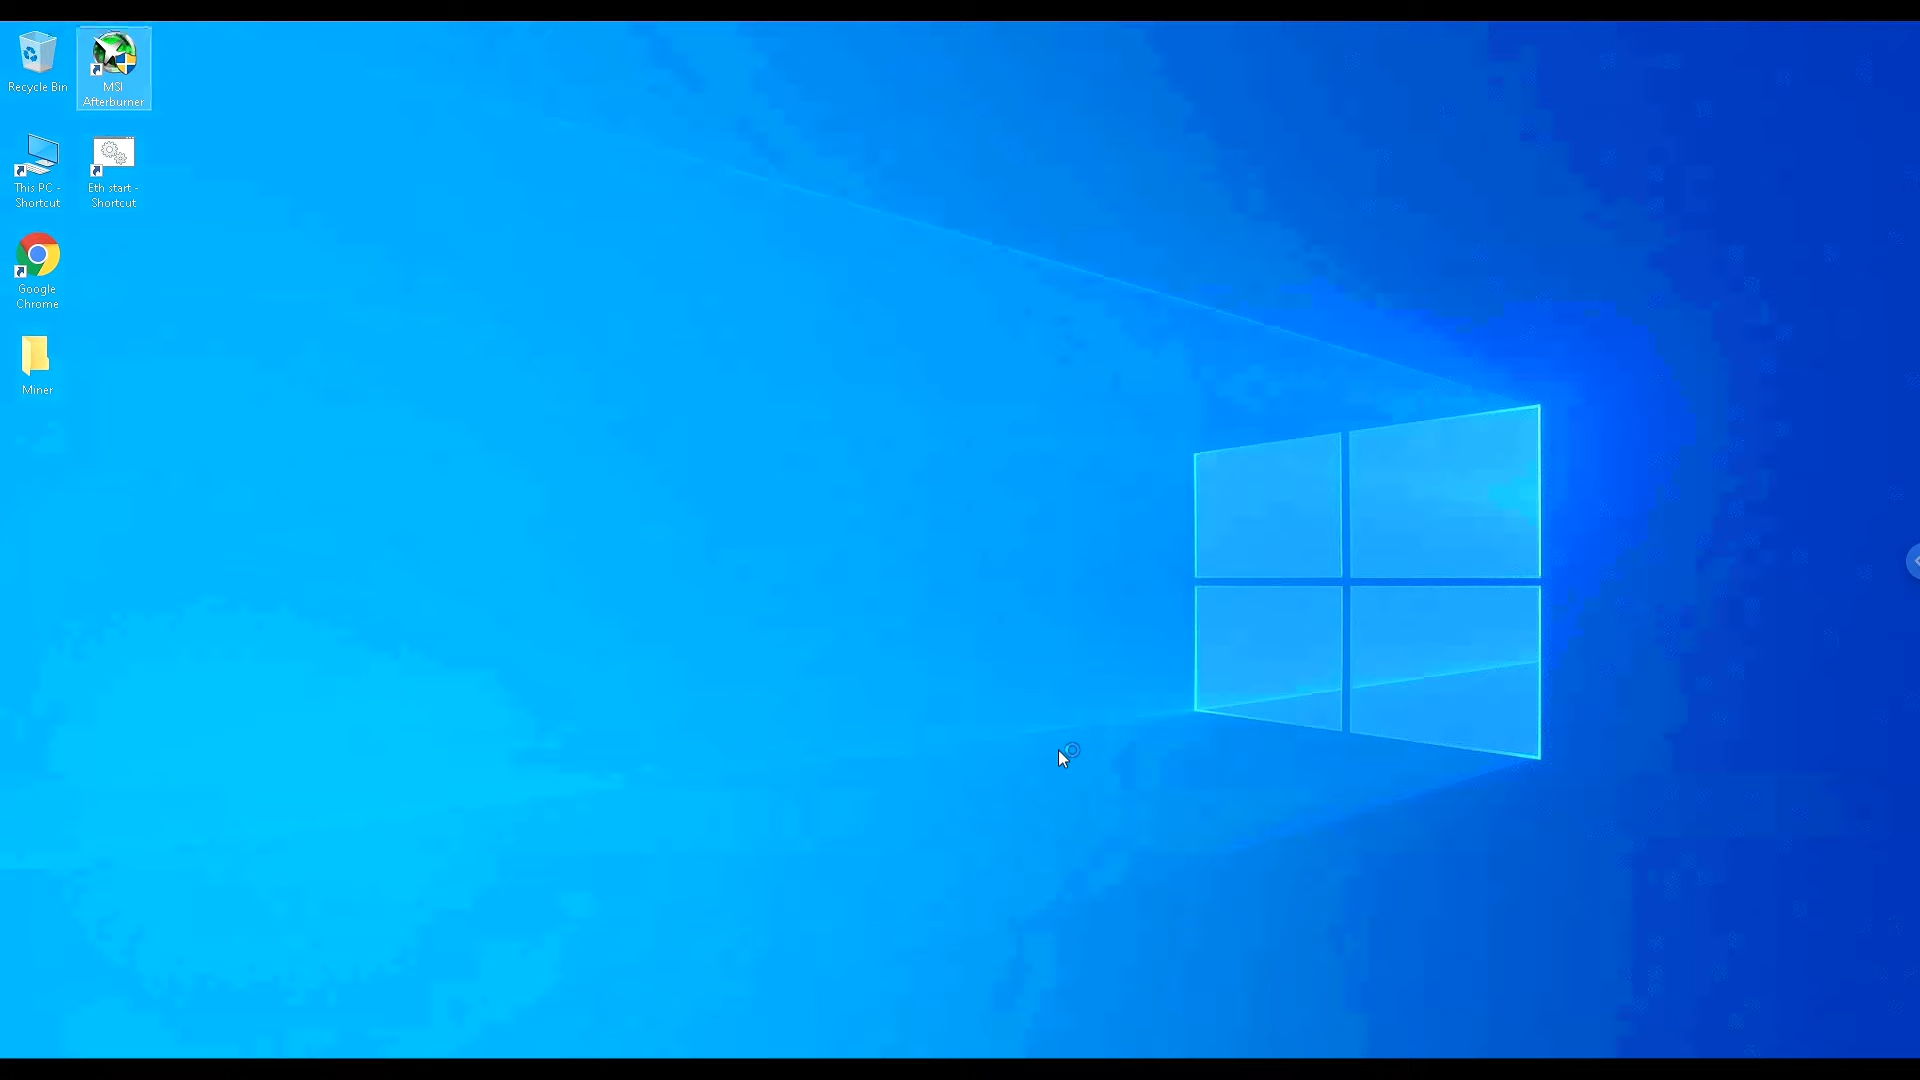 Recycle Bin
MSI
Afterburner
This PC -
Shortcut
Eth start -
Shortcut
Google
Chrome
Miner